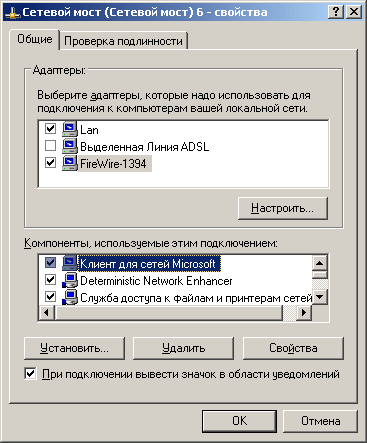 Сетевой мост (Сетевой мост) 6 - свойства
Общие
Проверка подлинности
Адаптеры:
Выберите адаптеры, которые надо использовать для
подключения к компьютерам вашей локальной сети.
Lan
Выделенная Линия ADSL
FireWire-1394
Настроить...
Компоненты, используемые этим подключением:
Клиент для сетей Microsoft
Deterministic Network Enhancer
Служба доступа к файлам и принтерам сетей
Установить...
Удалить
Свойства
При подключении вывести значок в области уведомлений
OK
Отмена